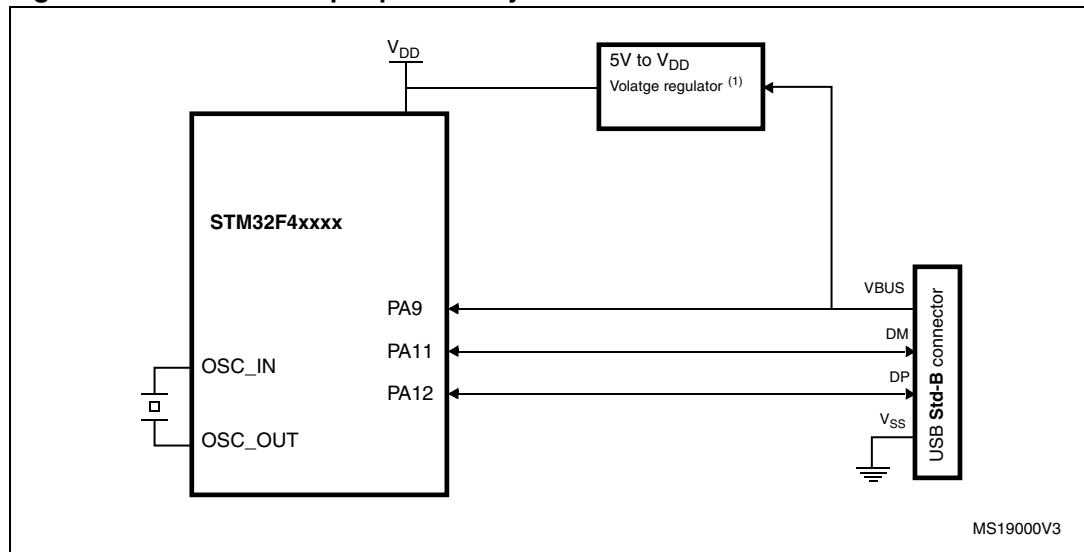 V_DD
5V to V_DD
Volatge regulator (1)
STM32F4xxxx
VBUS
PA9
DM
PA11
OSC_IN
DP
PA12
V_SS
OSC_OUT
USB Std-B connector
MS19000V3